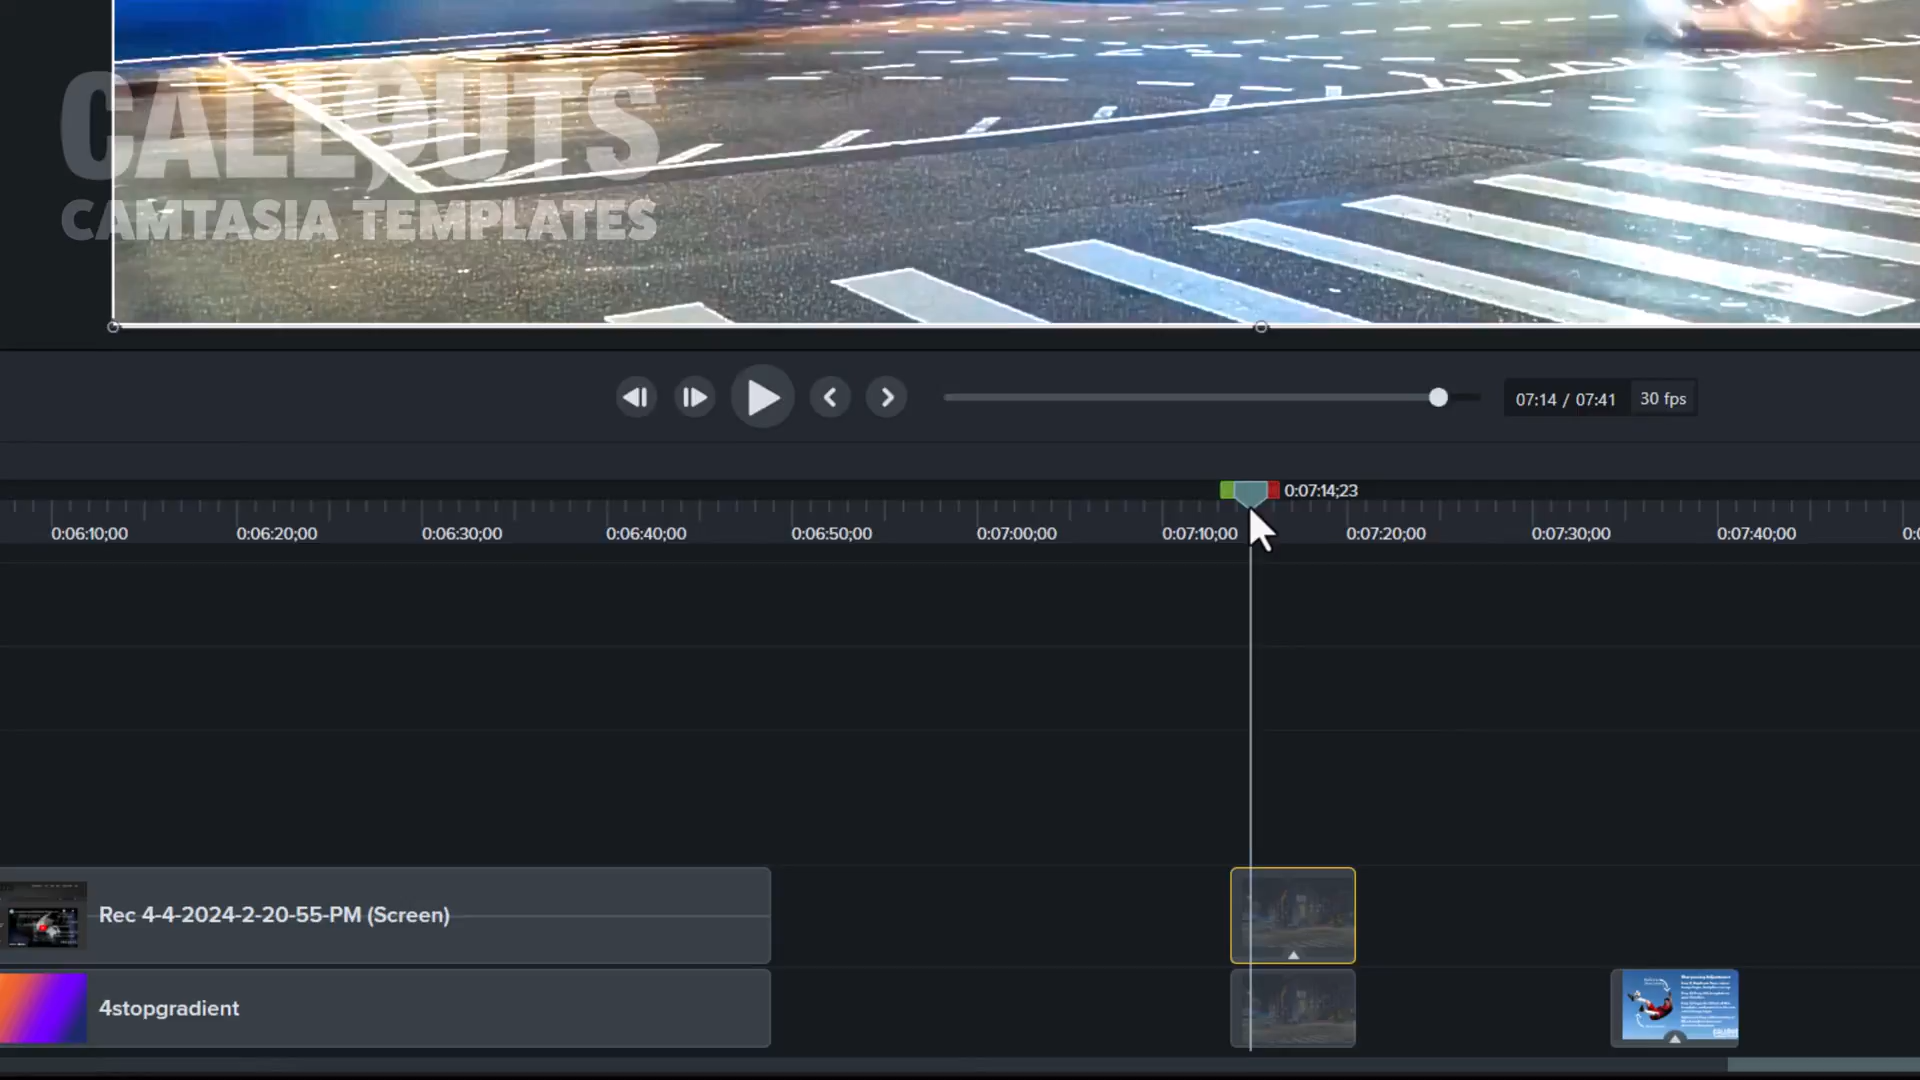 CALLOUTS
CAMTASIA TEMPLATES
07:14 / 07:41
30 fps
0:07:14;23
0:06:10;00
0:06:20;00
0:06:30;00
0:06:40;00
0:06:50;00
0:07:00;00
0:07:10;00
0:07:20;00
0:07:30;00
0:07:40;00
Rec 4-4-2024-2-20-55-PM (Screen)
4stopgradient